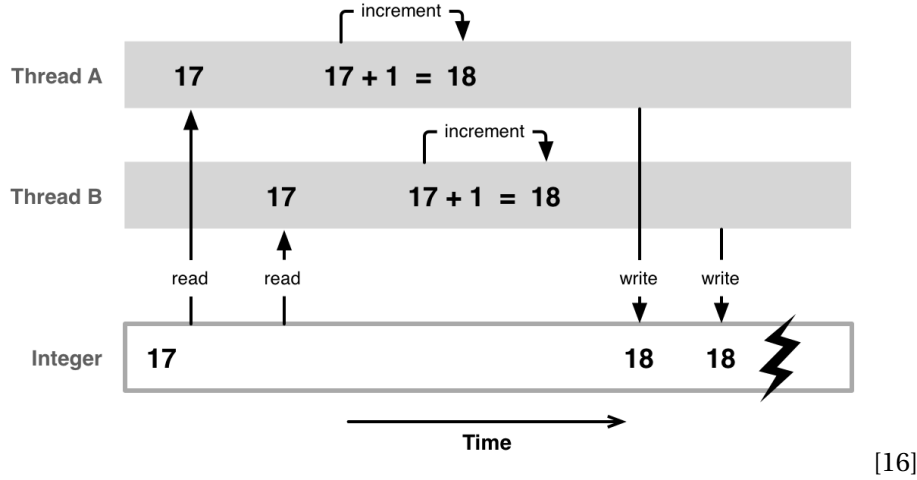 increment
Thread A 17 17 + 1 = 18
increment
Thread B 17 17 + 1 = 18
read read write write
Integer 17 18 18
Time
[16]